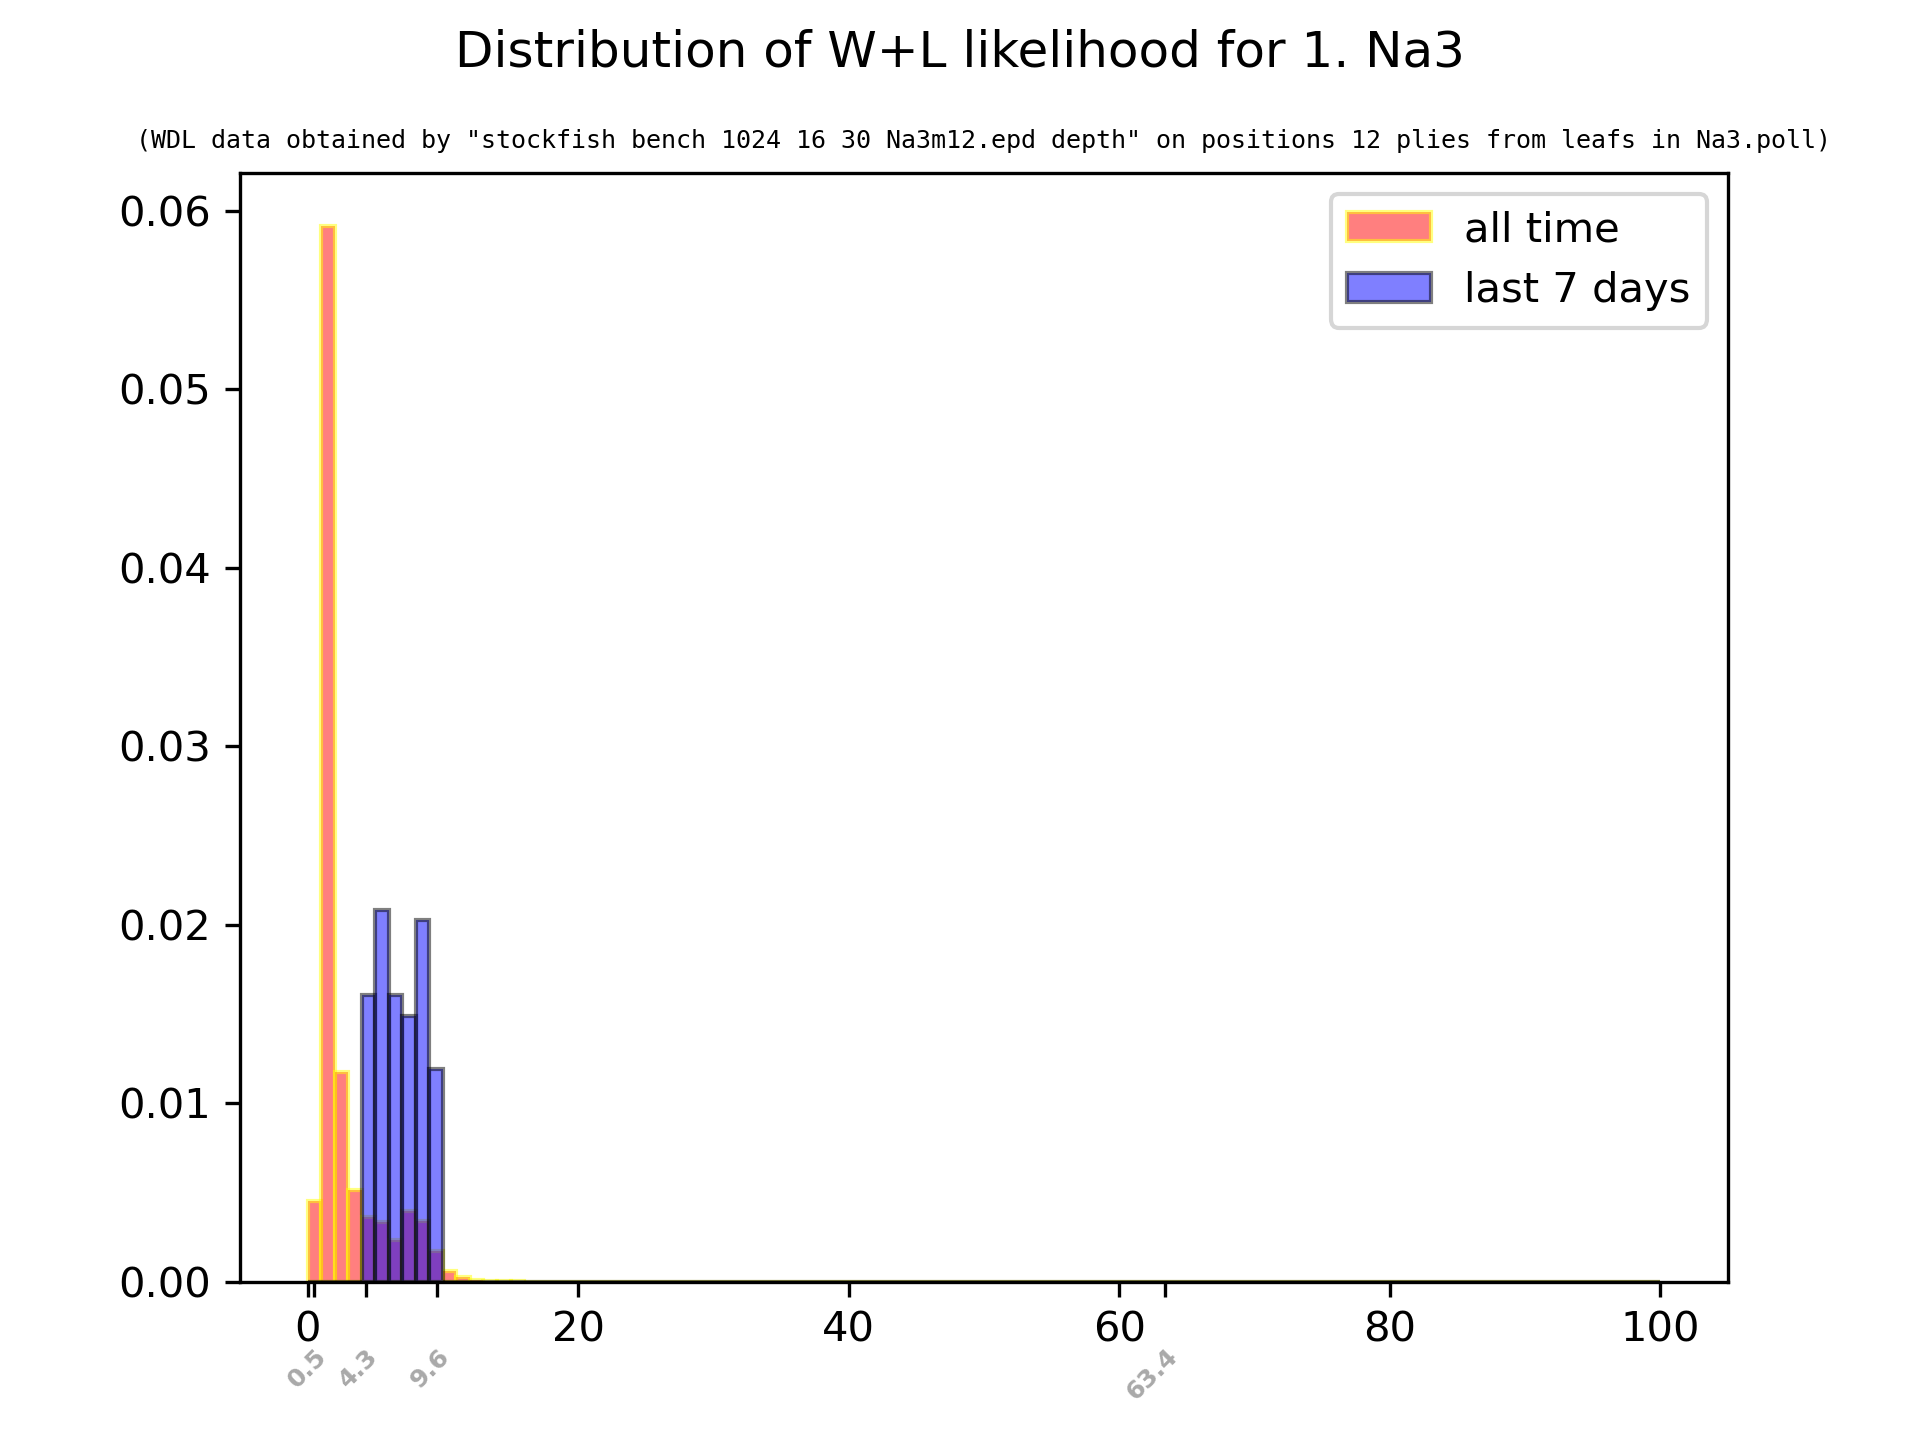 Distribution of W+L likelihood for 1. Na3
(WDL data obtained by "stockfish bench 1024 16 30 Na3m12.epd depth" on positions 12 plies from leafs in Na3.poll)
all time
last 7 days
0.06
0.05
0.04
0.03
0.02
0.01
0.00
0 20 40 60 80 100
0.5 4.3 9.6 63.4